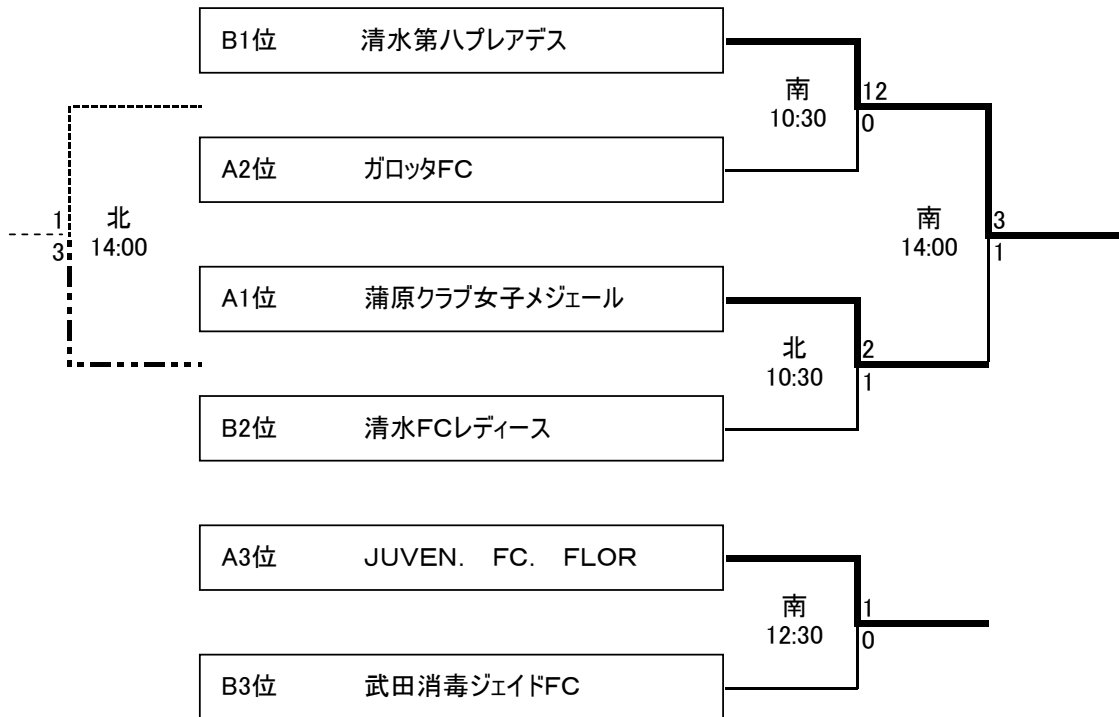 B1位 清水第八プレアデス
南
10:30
12
0
A2位 ガロッタFC
1
3
北
14:00
南
14:00
3
1
A1位 蒲原クラブ女子メジェール
北
10:30
2
1
B2位 清水FCレディース
A3位 JUVEN. FC. FLOR
南
12:30
1
0
B3位 武田消毒ジェイドFC